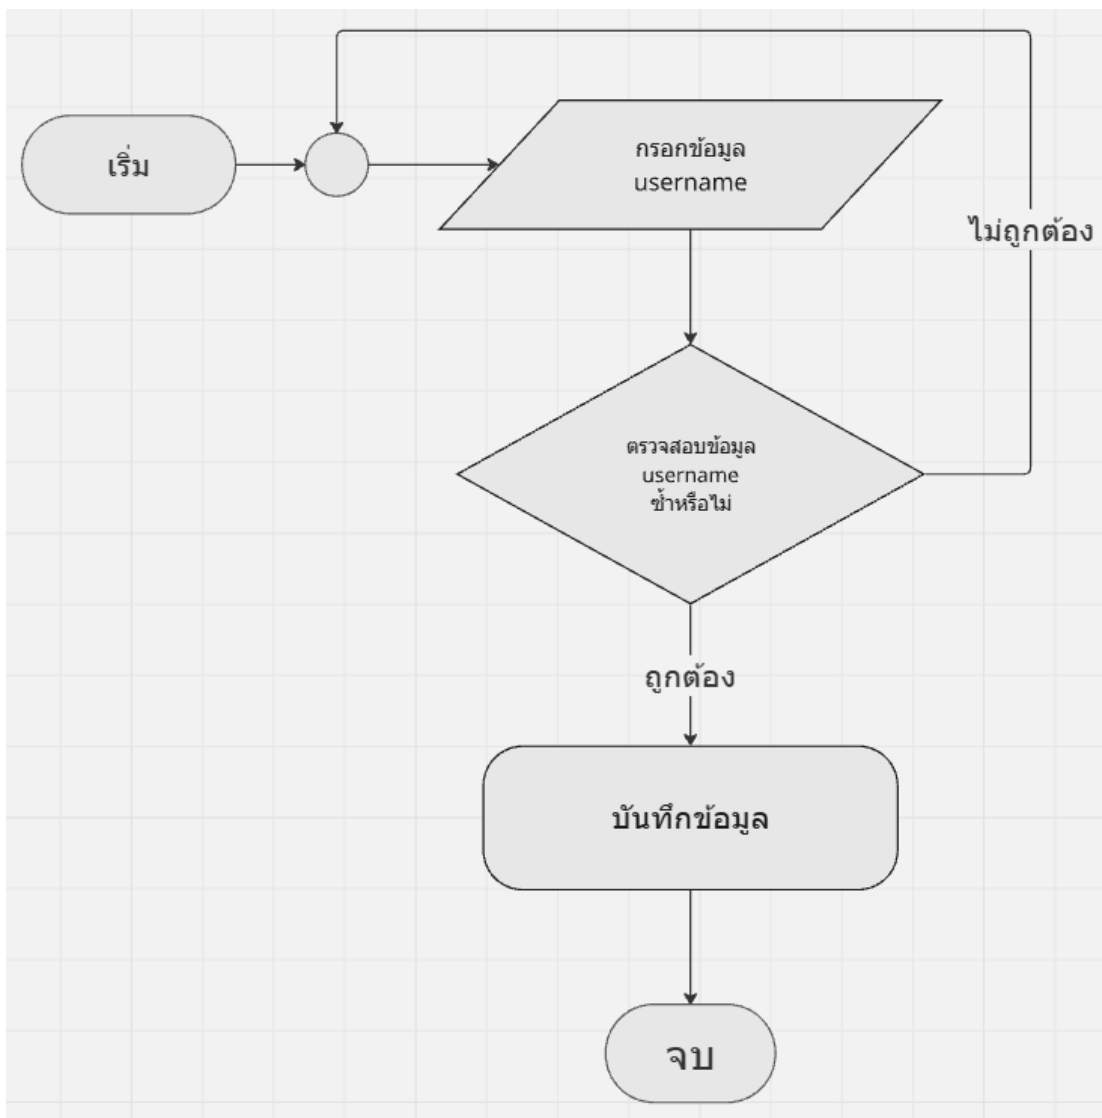 เริ่ม
กรอกข้อมูล
username
ไม่ถูกต้อง
ตรวจสอบข้อมูล
username
ซ้ำหรือไม่
ถูกต้อง
บันทึกข้อมูล
จบ